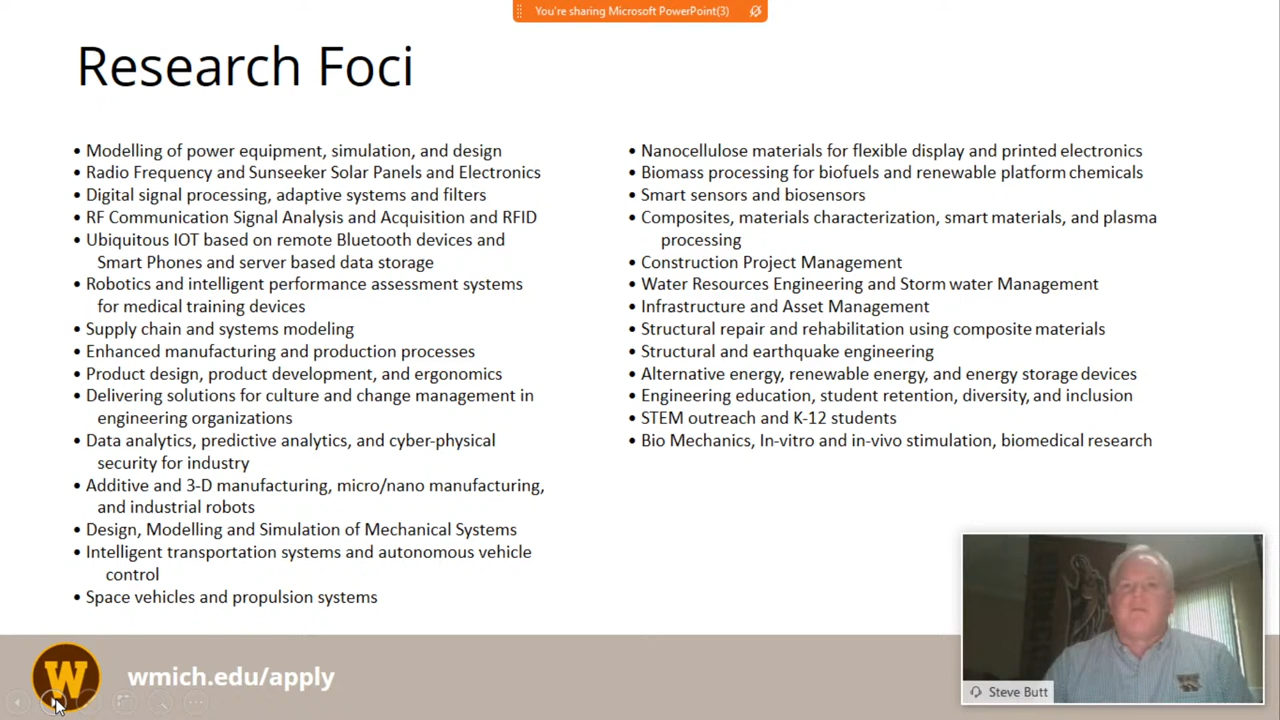 You're sharing Microsoft PowerPoint(3)
Research Foci
• Modelling of power equipment, simulation, and design
• Radio Frequency and Sunseeker Solar Panels and Electronics
• Digital signal processing, adaptive systems and filters
• RF Communication Signal Analysis and Acquisition and RFID
• Ubiquitous IOT based on remote Bluetooth devices and
Smart Phones and server based data storage
• Robotics and intelligent performance assessment systems
for medical training devices
• Supply chain and systems modeling
• Enhanced manufacturing and production processes
• Product design, product development, and ergonomics
• Delivering solutions for culture and change management in
engineering organizations
• Data analytics, predictive analytics, and cyber-physical
security for industry
• Additive and 3-D manufacturing, micro/nano manufacturing,
and industrial robots
• Design, Modelling and Simulation of Mechanical Systems
• Intelligent transportation systems and autonomous vehicle
control
• Space vehicles and propulsion systems
• Nanocellulose materials for flexible display and printed electronics
• Biomass processing for biofuels and renewable platform chemicals
• Smart sensors and biosensors
• Composites, materials characterization, smart materials, and plasma
processing
• Construction Project Management
• Water Resources Engineering and Storm water Management
• Infrastructure and Asset Management
• Structural repair and rehabilitation using composite materials
• Structural and earthquake engineering
• Alternative energy, renewable energy, and energy storage devices
• Engineering education, student retention, diversity, and inclusion
• STEM outreach and K-12 students
• Bio Mechanics, In-vitro and in-vivo stimulation, biomedical research
W
wmich.edu/apply
Steve Butt